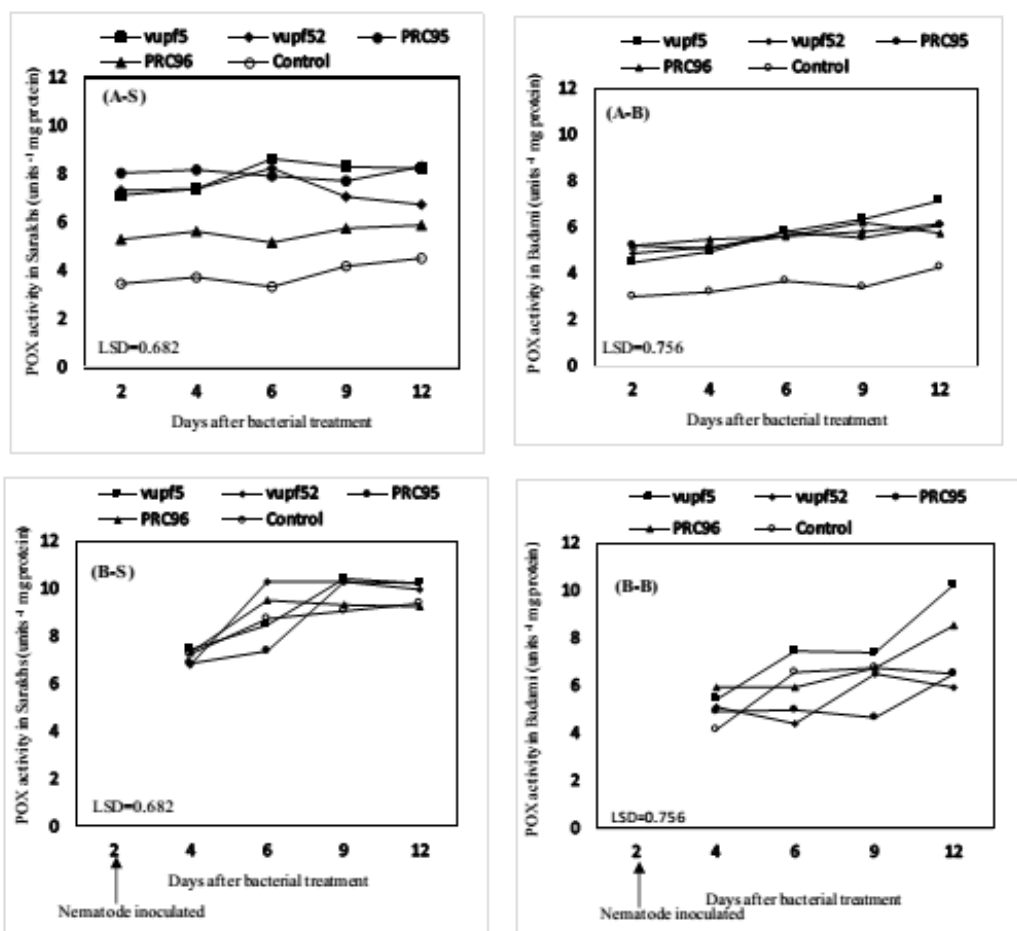 vupf5 vupf52 PRC95
PRC96 Control
POX activity in Sarakhs (units ⁻¹ mg protein)
12
10
8
6
4
2
0
(A-S)
LSD=0.682
2 4 6 9 12
Days after bacterial treatment
vupf5 vupf52 PRC95
PRC96 Control
POX activity in Badami (units ⁻¹ mg protein)
12
10
8
6
4
2
0
(A-B)
LSD=0.756
2 4 6 9 12
Days after bacterial treatment
vupf5 vupf52 PRC95
PRC96 Control
POX activity in Sarakhs (units ⁻¹ mg protein)
12
10
8
6
4
2
0
(B-S)
LSD=0.682
2 4 6 9 12
Days after bacterial treatment
Nematode inoculated
vupf5 vupf52 PRC95
PRC96 Control
POX activity in Badami (units ⁻¹ mg protein)
12
10
8
6
4
2
0
(B-B)
LSD=0.756
2 4 6 9 12
Days after bacterial treatment
Nematode inoculated